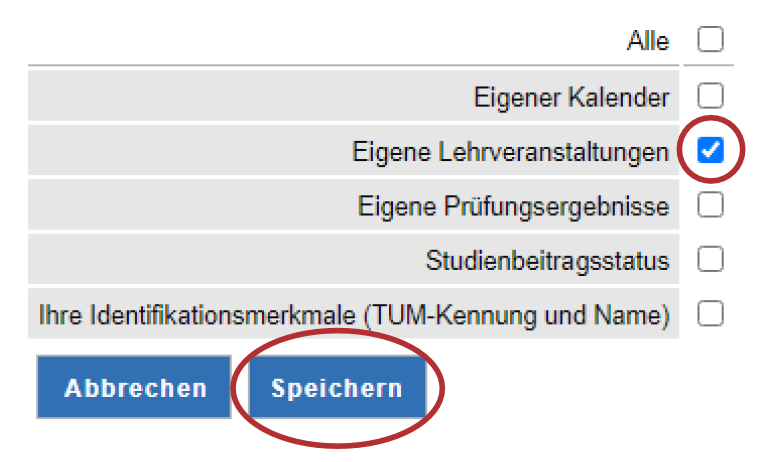 Alle
Eigener Kalender
Eigene Lehrveranstaltungen
Eigene Prüfungsergebnisse
Studienbeitragsstatus
Ihre Identifikationsmerkmale (TUM-Kennung und Name)
Abbrechen Speichern